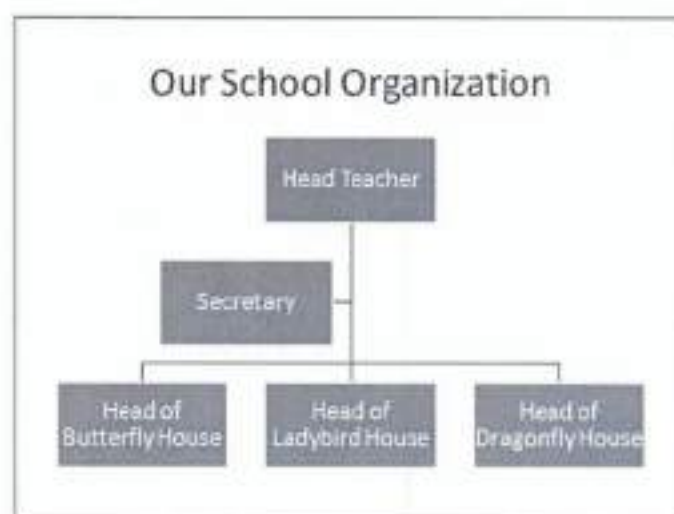 Our School Organization
Head Teacher
Secretary
Head of
Butterfly House
Head of
Ladybird House
Head of
Dragonfly House